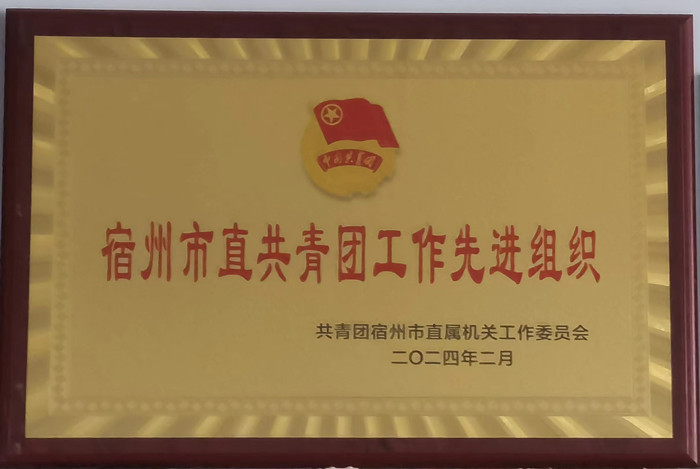 中国共青团
宿州市直共青团工作先进组织
共青团宿州市直属机关工作委员会
二〇二四年二月